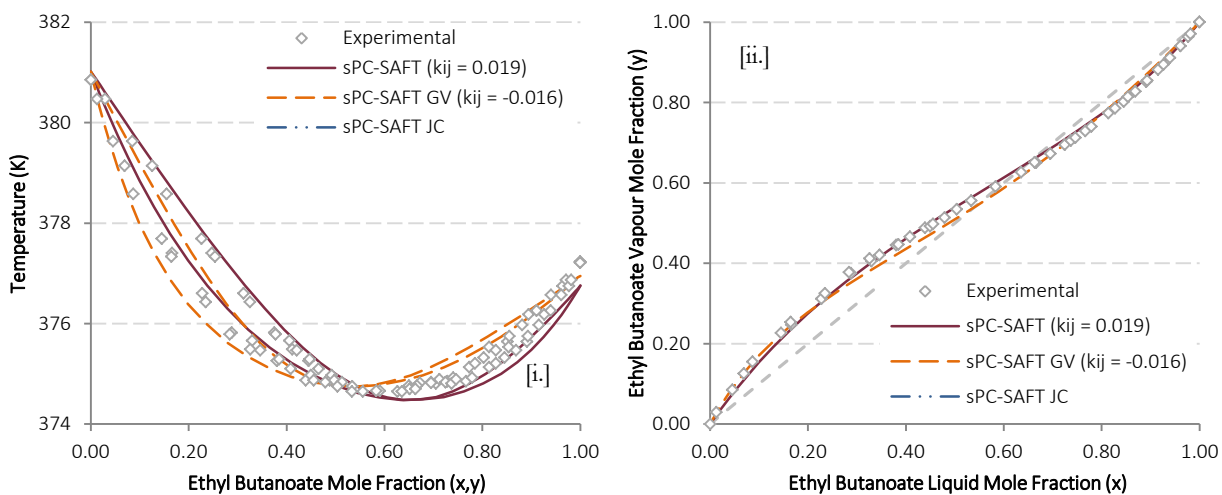 382
380
378
376
374
Temperature (K)
Experimental
sPC-SAFT (kij = 0.019)
sPC-SAFT GV (kij = -0.016)
sPC-SAFT JC
[i.]
0.00 0.20 0.40 0.60 0.80 1.00
Ethyl Butanoate Mole Fraction (x,y)
1.00
0.80
0.60
0.40
0.20
0.00
Ethyl Butanoate Vapour Mole Fraction (y)
[ii.]
Experimental
sPC-SAFT (kij = 0.019)
sPC-SAFT GV (kij = -0.016)
sPC-SAFT JC
0.00 0.20 0.40 0.60 0.80 1.00
Ethyl Butanoate Liquid Mole Fraction (x)